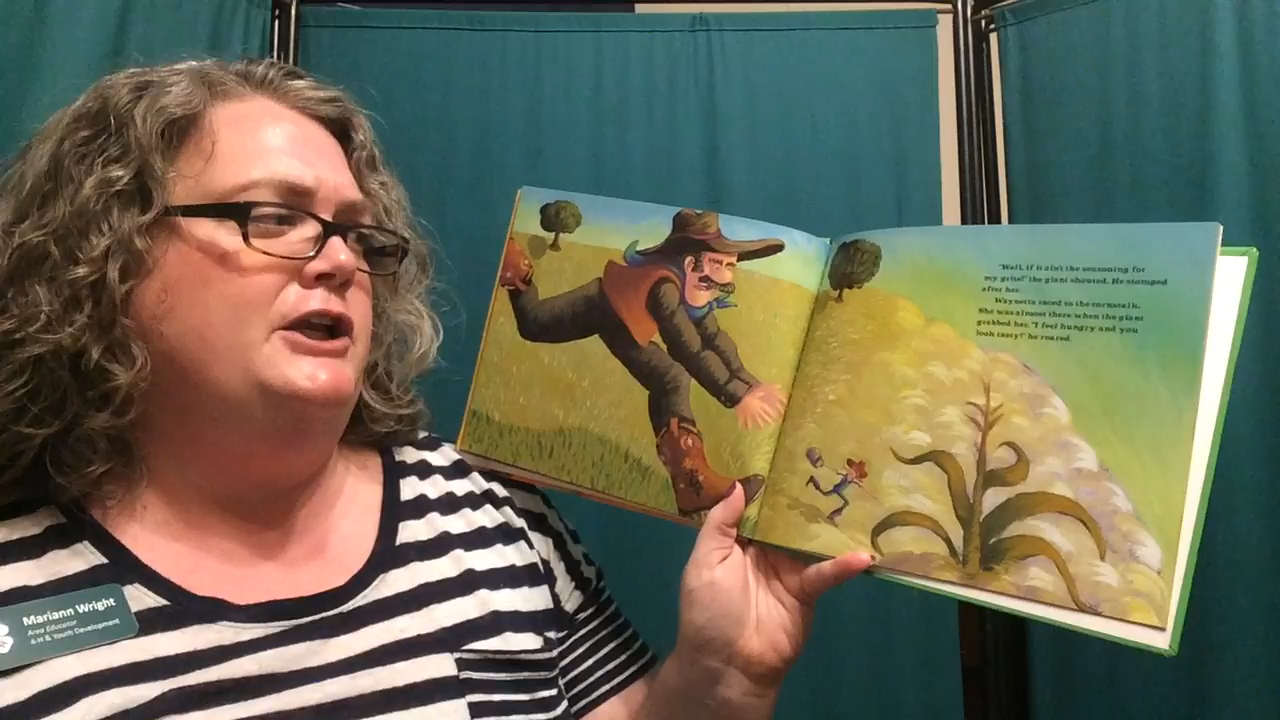 "Well, if it ain't the seasoning for
my grits!" the giant shouted. He stomped
after her.
Waynetta raced to the cornstalk.
She was almost there when the giant
grabbed her. "I feel hungry and you
look tasty!" he roared.
Mariann Wright
Area Educator
4-H & Youth Development